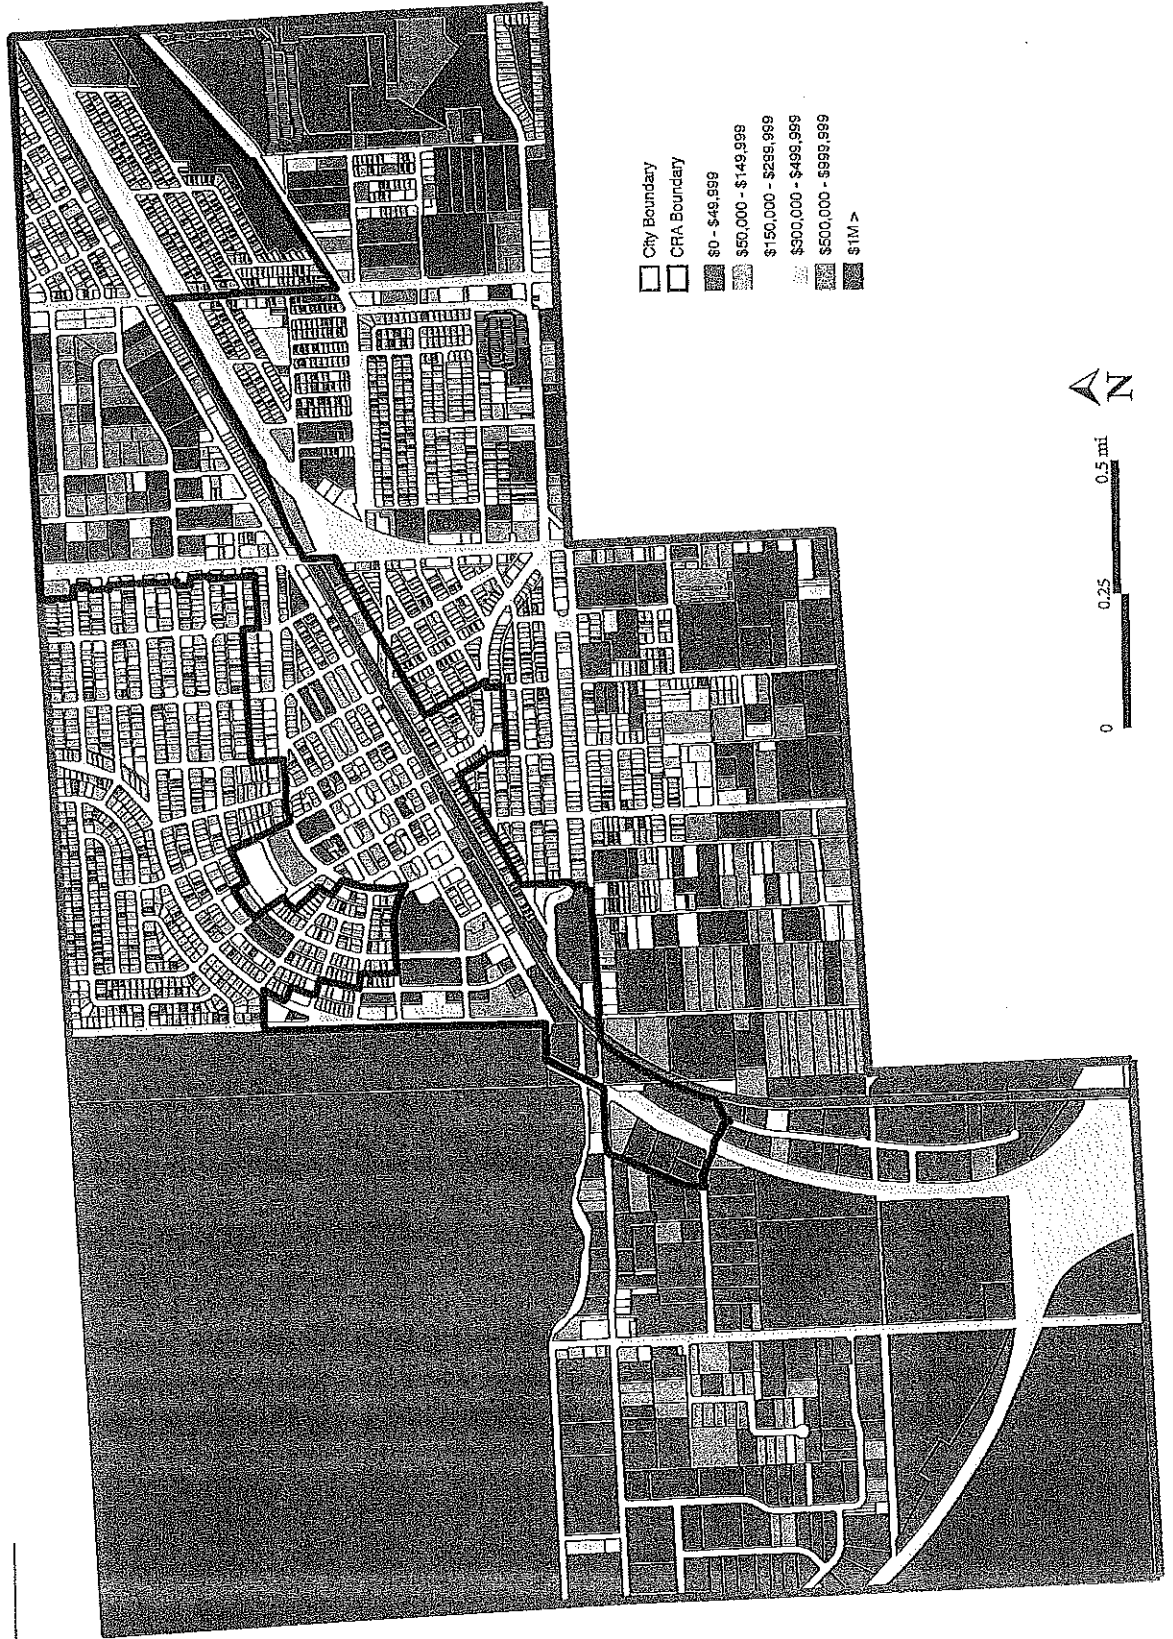 City Boundary
CRA Boundary
$0 - $49,999
$50,000 - $149,999
$150,000 - $299,999
$300,000 - $499,999
$500,000 - $999,999
$1M >
N
0 0.25 0.5 mi